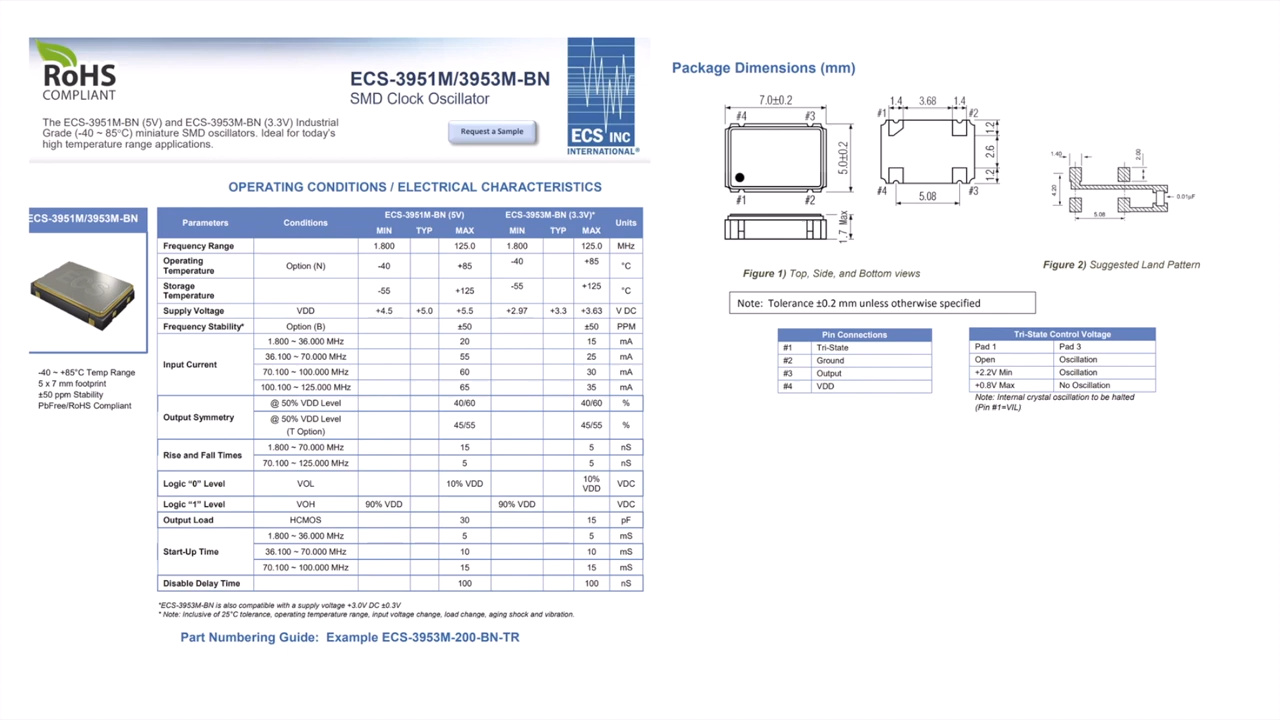 RoHS
COMPLIANT
ECS-3951M/3953M-BN
SMD Clock Oscillator
The ECS-3951M-BN (5V) and ECS-3953M-BN (3.3V) Industrial
Grade (-40 ~ 85°C) miniature SMD oscillators. Ideal for today's
high temperature range applications.
Request a Sample
ECS INC
INTERNATIONAL®
OPERATING CONDITIONS / ELECTRICAL CHARACTERISTICS
ECS-3951M/3953M-BN
-40 ~ +85°C Temp Range
5 x 7 mm footprint
±50 ppm Stability
PbFree/RoHS Compliant
Parameters Conditions ECS-3951M-BN (5V) ECS-3953M-BN (3.3V)* Units
MIN TYP MAX MIN TYP MAX
Frequency Range 1.800 125.0 1.800 125.0 MHz
Operating Temperature Option (N) -40 +85 -40 +85 °C
Storage Temperature -55 +125 -55 +125 °C
Supply Voltage VDD +4.5 +5.0 +5.5 +2.97 +3.3 +3.63 V DC
Frequency Stability* Option (B) ±50 ±50 PPM
Input Current 1.800 ~ 36.000 MHz 20 15 mA
36.100 ~ 70.000 MHz 55 25 mA
70.100 ~ 100.000 MHz 60 30 mA
100.100 ~ 125.000 MHz 65 35 mA
Output Symmetry @ 50% VDD Level 40/60 40/60 %
@ 50% VDD Level (T Option) 45/55 45/55 %
Rise and Fall Times 1.800 ~ 70.000 MHz 15 5 nS
70.100 ~ 125.000 MHz 5 5 nS
Logic "0" Level VOL 10% VDD 10% VDD VDC
Logic "1" Level VOH 90% VDD 90% VDD VDC
Output Load HCMOS 30 15 pF
Start-Up Time 1.800 ~ 36.000 MHz 5 5 mS
36.100 ~ 70.000 MHz 10 10 mS
70.100 ~ 100.000 MHz 15 15 mS
Disable Delay Time 100 100 nS
*ECS-3953M-BN is also compatible with a supply voltage +3.0V DC ±0.3V
* Note: Inclusive of 25°C tolerance, operating temperature range, input voltage change, load change, aging shock and vibration.
Part Numbering Guide: Example ECS-3953M-200-BN-TR
Package Dimensions (mm)
7.0±0.2
#4 #3
5.0±0.2
#1 #2
1.7 Max
1.4 3.68 1.4
#1 #2
1.2
2.6
1.2
#4 #3
5.08
1.40
2.00
4.20
0.01µF
5.08
Figure 1) Top, Side, and Bottom views
Figure 2) Suggested Land Pattern
Note: Tolerance ±0.2 mm unless otherwise specified
Pin Connections
#1 Tri-State
#2 Ground
#3 Output
#4 VDD
Tri-State Control Voltage
Pad 1 Pad 3
Open Oscillation
+2.2V Min Oscillation
+0.8V Max No Oscillation
Note: Internal crystal oscillation to be halted
(Pin #1=VIL)